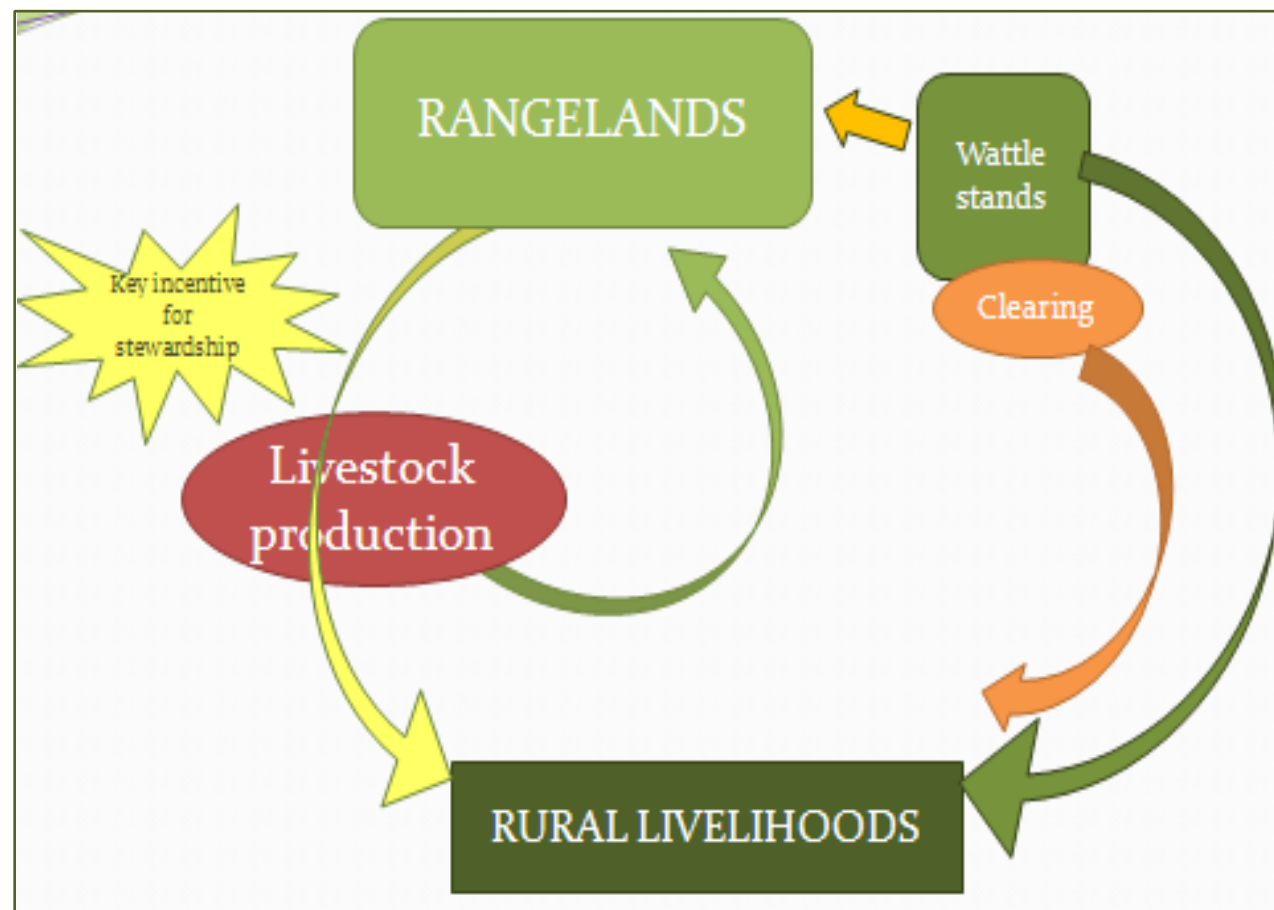 RANGELANDS
Wattle
stands
Key incentive
for
stewardship
Clearing
Livestock
production
RURAL LIVELIHOODS